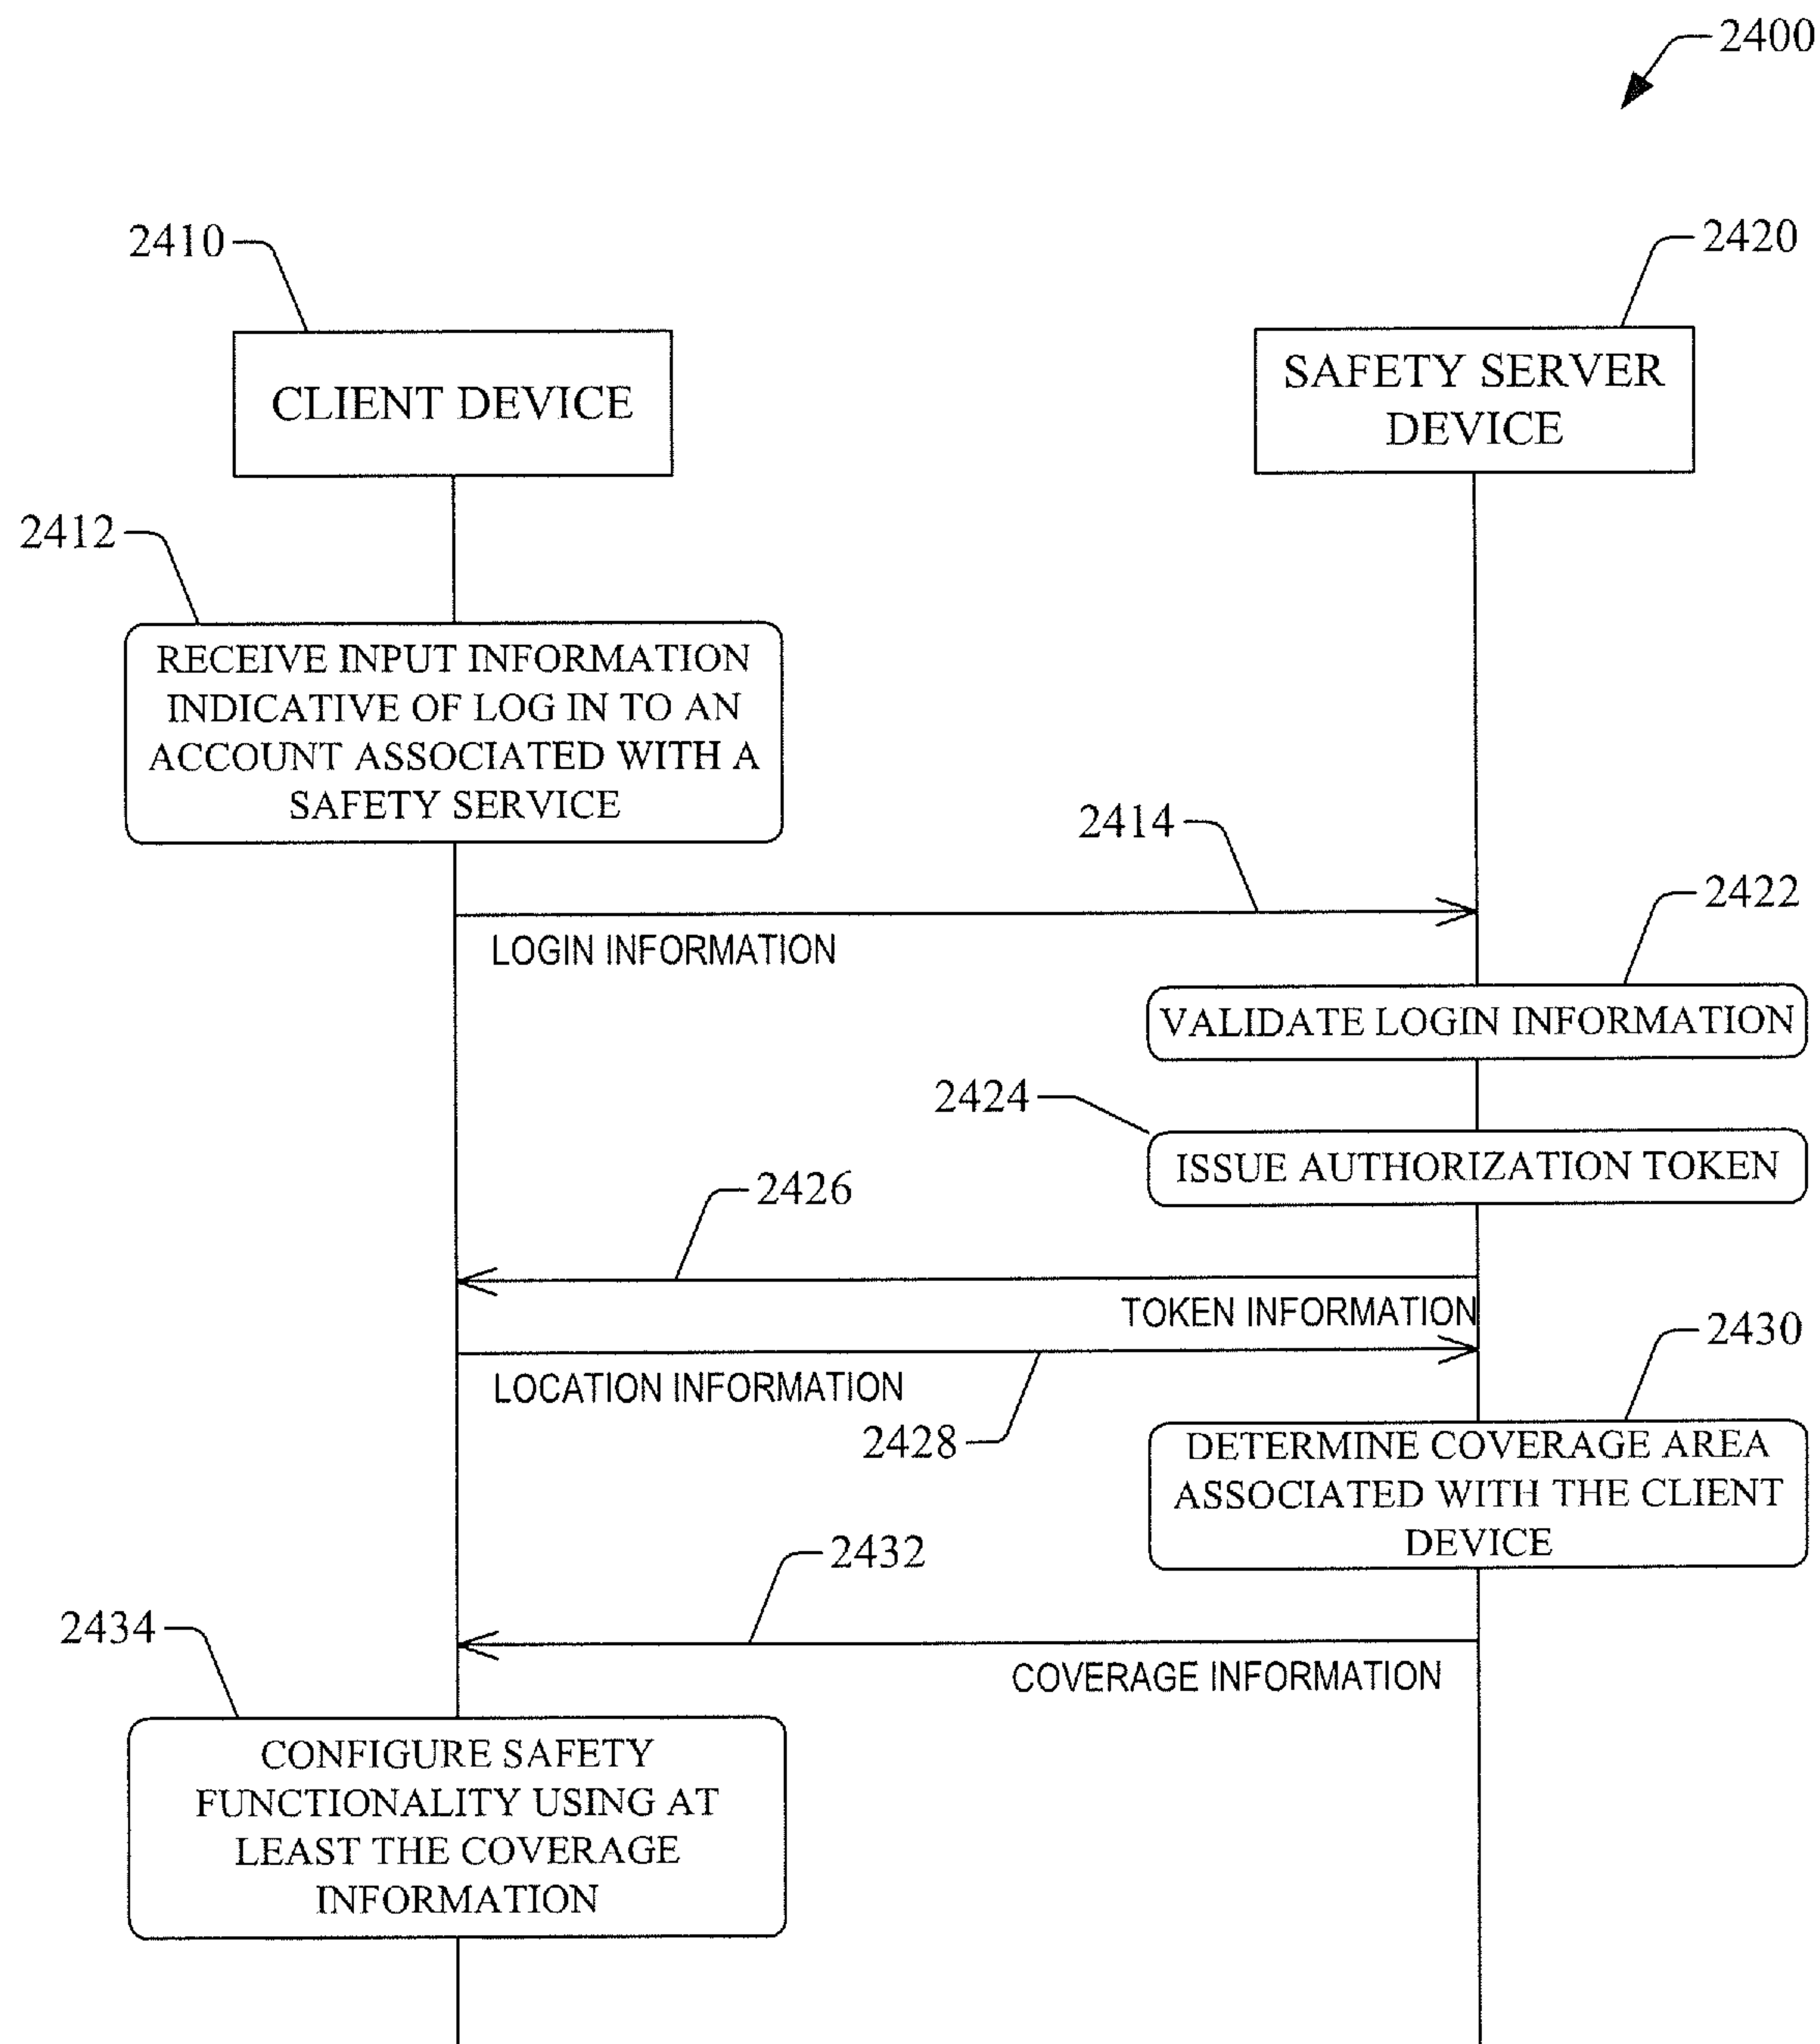 2400
2410
2420
CLIENT DEVICE
SAFETY SERVER
DEVICE
2412
RECEIVE INPUT INFORMATION
INDICATIVE OF LOG IN TO AN
ACCOUNT ASSOCIATED WITH A
SAFETY SERVICE
2414
LOGIN INFORMATION
2422
VALIDATE LOGIN INFORMATION
2424
ISSUE AUTHORIZATION TOKEN
2426
TOKEN INFORMATION
2430
LOCATION INFORMATION
2428
DETERMINE COVERAGE AREA
ASSOCIATED WITH THE CLIENT
DEVICE
2432
2434
COVERAGE INFORMATION
CONFIGURE SAFETY
FUNCTIONALITY USING AT
LEAST THE COVERAGE
INFORMATION